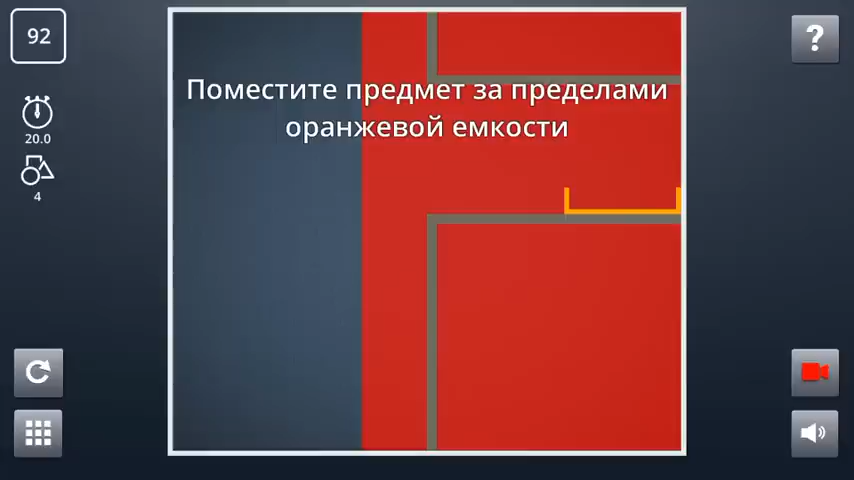 92
?
Поместите предмет за пределами
оранжевой емкости
20.0
4